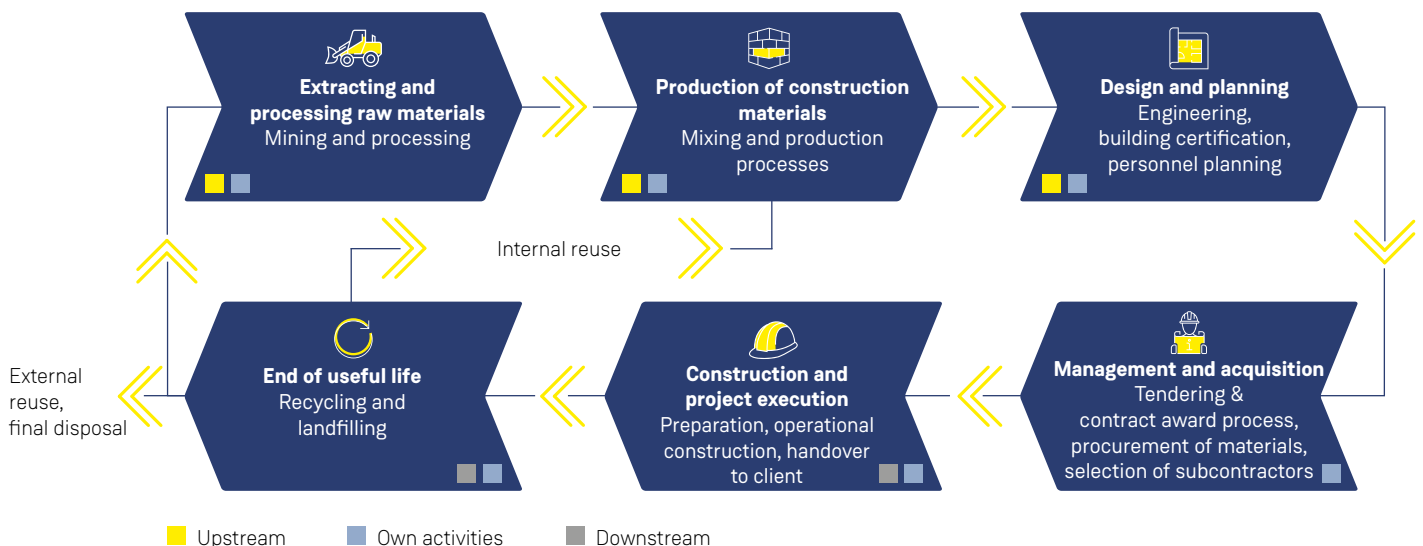 Extracting and
processing raw materials
Mining and processing
Production of construction
materials
Mixing and production
processes
Design and planning
Engineering,
building certification,
personnel planning
Internal reuse
Management and acquisition
Tendering &
contract award process,
procurement of materials,
selection of subcontractors
Construction and
project execution
Preparation, operational
construction, handover
to client
End of useful life
Recycling and
landfilling
External
reuse,
final disposal
Upstream
Own activities
Downstream